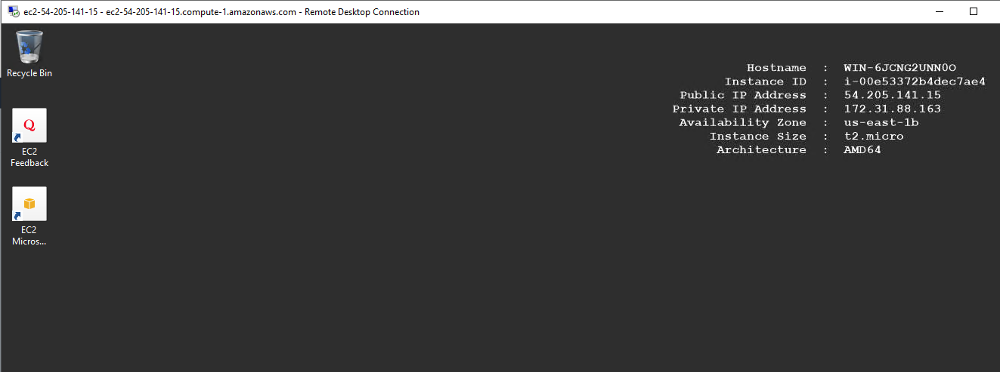 ec2-54-205-141-15 - ec2-54-205-141-15.compute-1.amazonaws.com - Remote Desktop Connection
Recycle Bin
Hostname : WIN-6JCNG2UNN0O
Instance ID : i-00e53372b4dec7ae4
Public IP Address : 54.205.141.15
Private IP Address : 172.31.88.163
Availability Zone : us-east-1b
Instance Size : t2.micro
Architecture : AMD64
Q
EC2
Feedback
EC2
Micros...